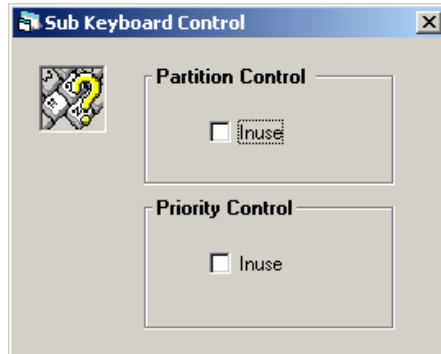 Sub Keyboard Control
Partition Control
Inuse
Priority Control
Inuse